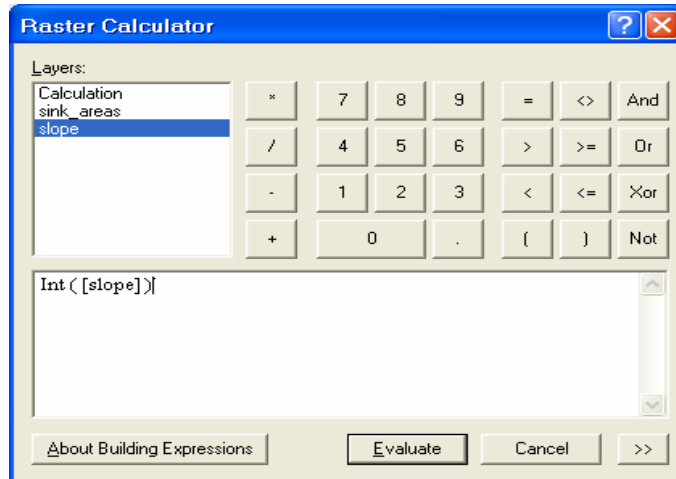 Raster Calculator
Layers:
Calculation
sink_areas
slope
* 7 8 9 = <> And
/ 4 5 6 > >= Or
- 1 2 3 < <= Xor
+ 0 . ( ) Not
Int ( [slope] )
About Building Expressions Evaluate Cancel >>